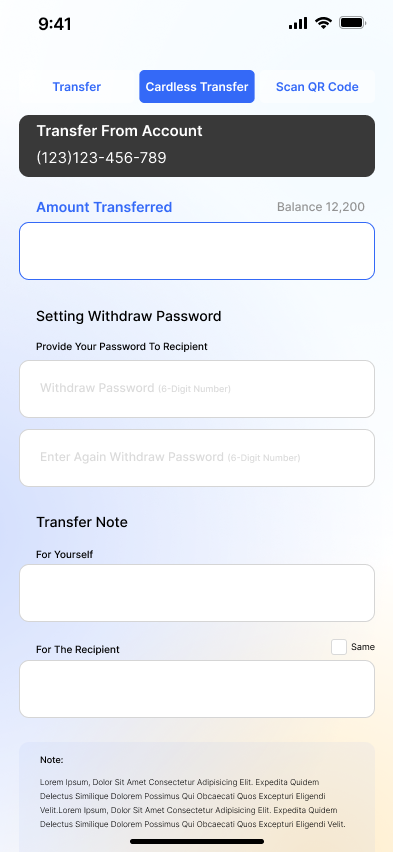 9:41
Transfer
Cardless Transfer
Scan QR Code
Transfer From Account
(123)123-456-789
Amount Transferred
Balance 12,200
Setting Withdraw Password
Provide Your Password To Recipient
Withdraw Password (6-Digit Number)
Enter Again Withdraw Password (6-Digit Number)
Transfer Note
For Yourself
For The Recipient
Same
Note:
Lorem Ipsum, Dolor Sit Amet Consectetur Adipisicing Elit. Expedita Quidem
Delectus Similique Dolorem Possimus Qui Obcaecati Quos Excepturi Eligendi
Velit.Lorem Ipsum, Dolor Sit Amet Consectetur Adipisicing Elit. Expedita Quidem
Delectus Similique Dolorem Possimus Qui Obcaecati Quos Excepturi Eligendi Velit.